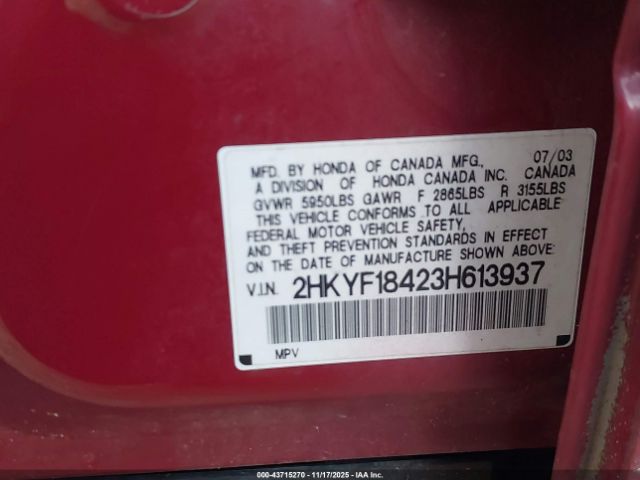 MFD. BY HONDA OF CANADA MFG., 07/03
A DIVISION OF HONDA CANADA INC. CANADA
GVWR 5950LBS GAWR F 2865LBS R 3155LBS
THIS VEHICLE CONFORMS TO ALL APPLICABLE
FEDERAL MOTOR VEHICLE SAFETY,
AND THEFT PREVENTION STANDARDS IN EFFECT
ON THE DATE OF MANUFACTURE SHOWN ABOVE.
V.I.N. 2HKYF18423H613937
MPV
000-43715270 - 11/17/2025 - IAA Inc.